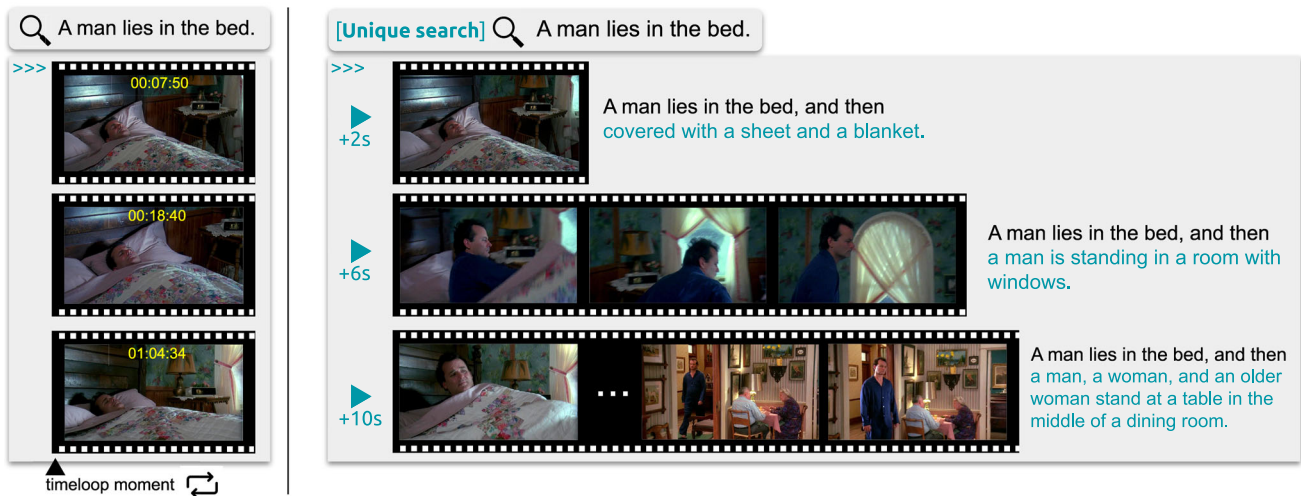 A man lies in the bed.
>>>
00:07:50
00:18:40
01:04:34
timeloop moment
[Unique search] A man lies in the bed.
>>>
+2s
A man lies in the bed, and then
covered with a sheet and a blanket.
+6s
A man lies in the bed, and then
a man is standing in a room with
windows.
+10s
...
A man lies in the bed, and then
a man, a woman, and an older
woman stand at a table in the
middle of a dining room.